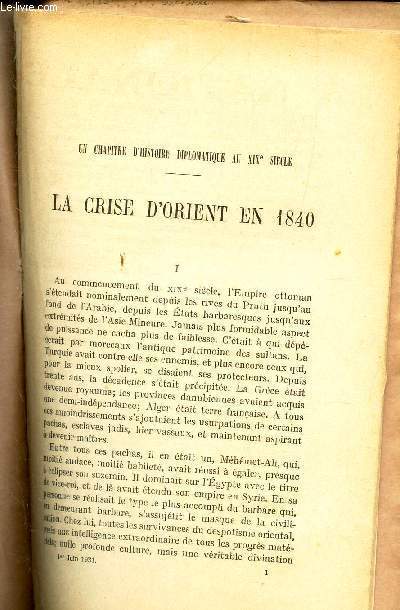 Le-livre.com
UN CHAPITRE D'HISTOIRE DIPLOMATIQUE AU XIXe SIÈCLE
LA CRISE D'ORIENT EN 1840
I
Au commencement du XIXe siècle, l'Empire ottoman
s'étendait nominalement depuis les rives du Pruth jusqu'au
fond de l'Arabie, depuis les États barbaresques jusqu'aux
extrémités de l'Asie Mineure. Jamais plus formidable aspect
de puissance ne cacha plus de faiblesse. C'était à qui dépè-
cerait par morceaux l'antique patrimoine des sultans. La
Turquie avait contre elle ses ennemis, et plus encore ceux qui,
pour la mieux spolier, se disaient ses protecteurs. Depuis
trente ans, la décadence s'était précipitée. La Grèce était
devenue royaume; les provinces danubiennes avaient acquis
une demi-indépendance; Alger était terre française. A tous
ces amoindrissements s'ajoutaient les usurpations de certains
pachas, esclaves jadis, hier vassaux, et maintenant aspirant
à devenir maîtres.
Entre tous ces pachas, il en était un, Méhémet-Ali, qui,
moitié audace, moitié habileté, avait réussi à égaler, presque
à éclipser son suzerain. Il dominait sur l'Égypte avec le titre
de vice-roi, et de là avait étendu son empire en Syrie. En sa
personne se réalisait le type le plus accompli du barbare qui,
en demeurant barbare, s'assujétit le masque de la civili-
sation. Chez lui, toutes les survivances du despotisme oriental,
mais une intelligence extraordinaire de tous les progrès maté-
riels; nulle profonde culture, mais une véritable divination
1er Juin 1931.
1